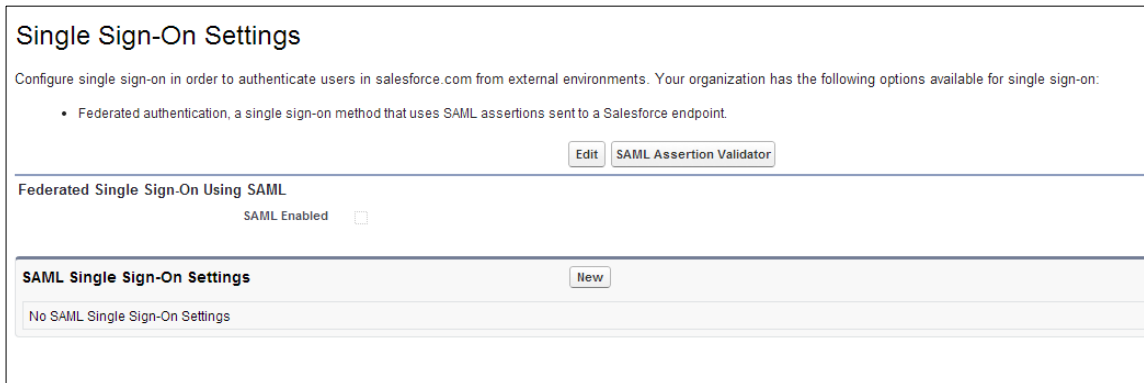 Single Sign-On Settings
Configure single sign-on in order to authenticate users in salesforce.com from external environments. Your organization has the following options available for single sign-on:
• Federated authentication, a single sign-on method that uses SAML assertions sent to a Salesforce endpoint.
Edit SAML Assertion Validator
Federated Single Sign-On Using SAML
SAML Enabled
SAML Single Sign-On Settings New
No SAML Single Sign-On Settings